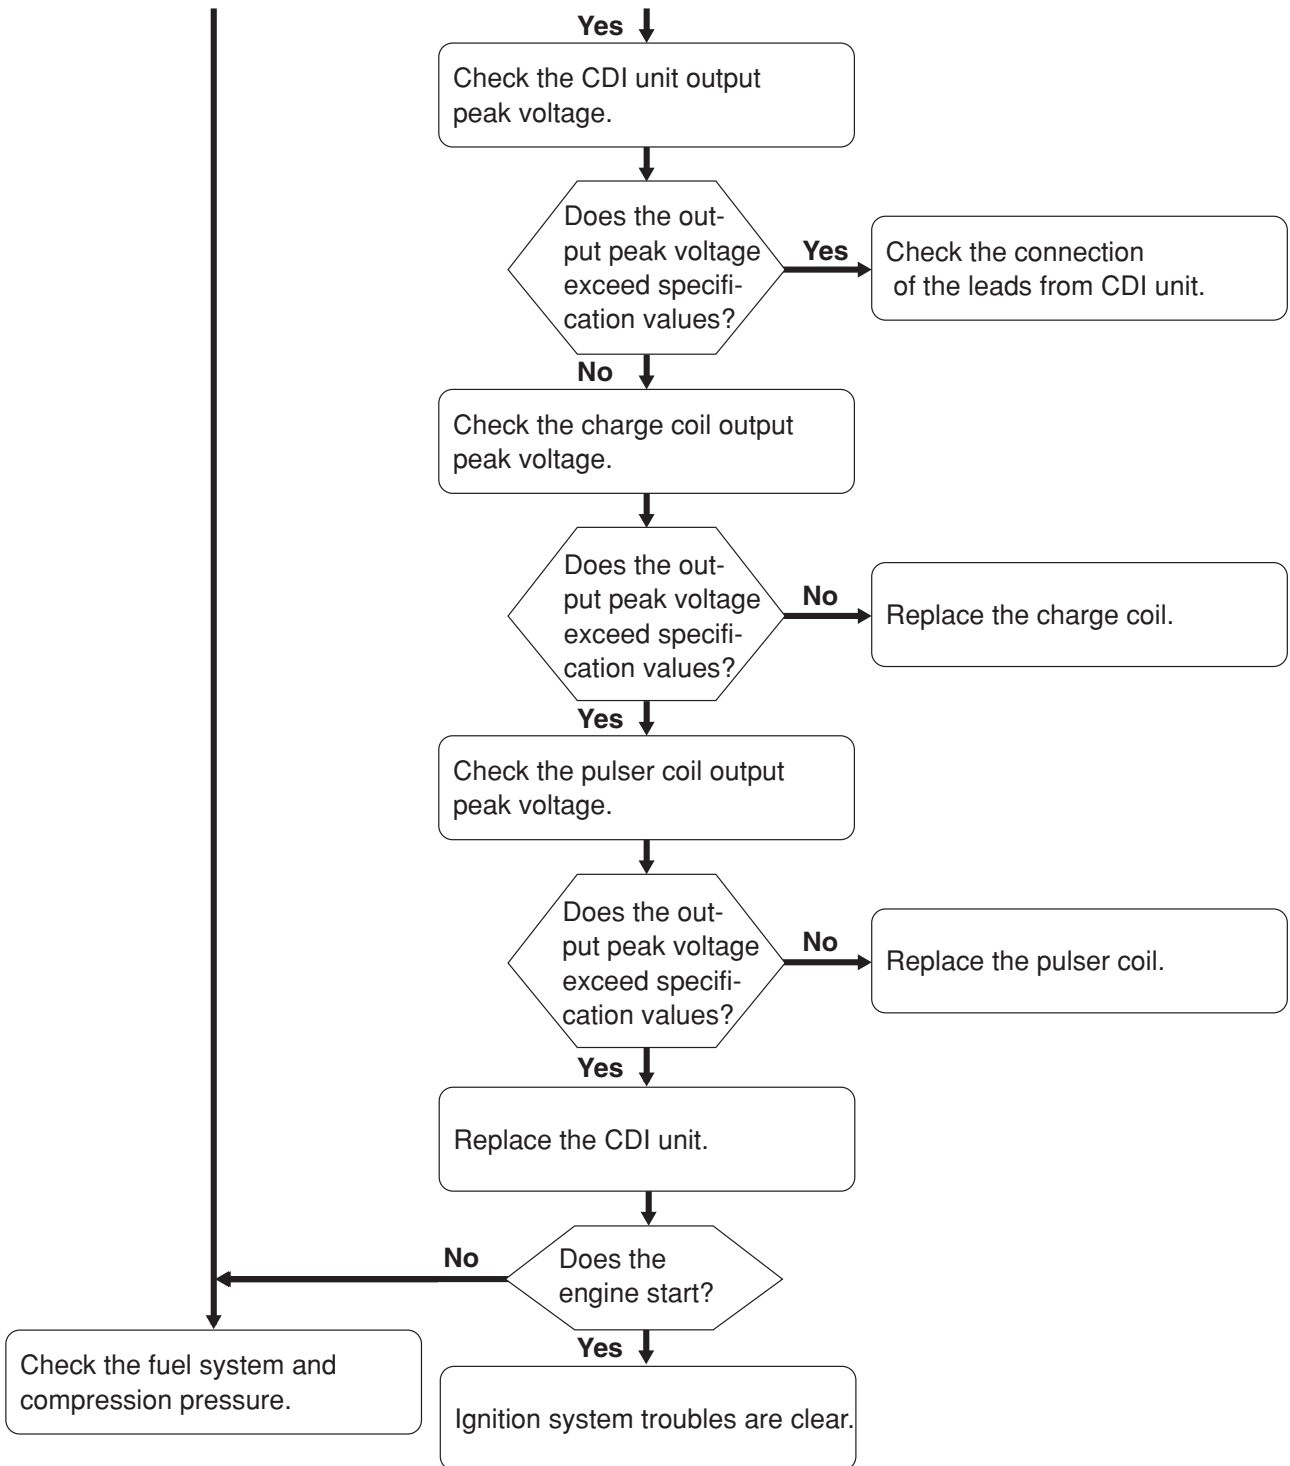 Yes
Check the CDI unit output
peak voltage.
Does the out-
put peak voltage
exceed specifi-
cation values?
Yes
Check the connection
of the leads from CDI unit.
No
Check the charge coil output
peak voltage.
Does the out-
put peak voltage
exceed specifi-
cation values?
No
Replace the charge coil.
Yes
Check the pulser coil output
peak voltage.
Does the out-
put peak voltage
exceed specifi-
cation values?
No
Replace the pulser coil.
Yes
Replace the CDI unit.
No
Does the
engine start?
Yes
Check the fuel system and
compression pressure.
Ignition system troubles are clear.